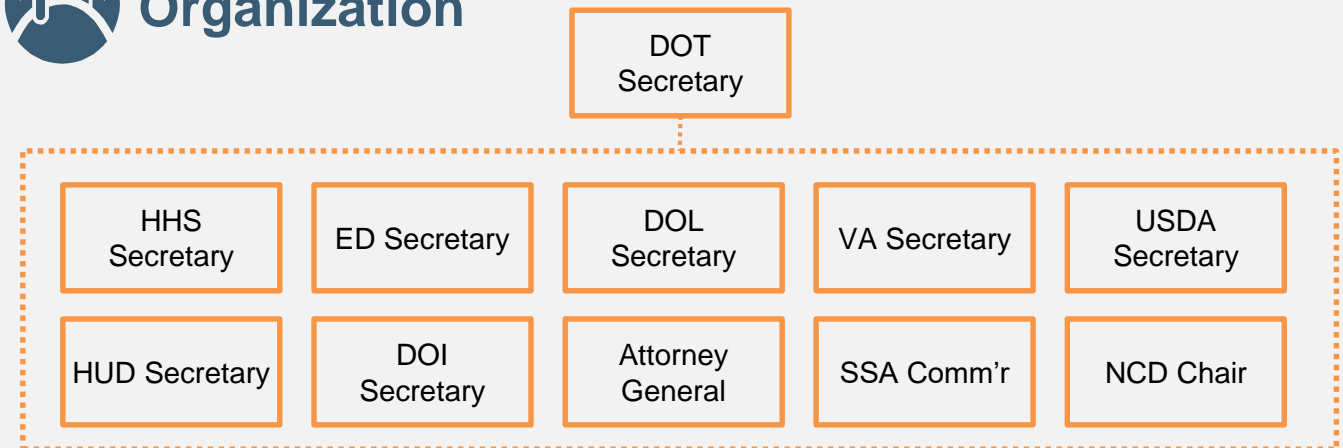 Organization
DOT
Secretary
HHS
Secretary
ED Secretary
DOL
Secretary
VA Secretary
USDA
Secretary
HUD Secretary
DOI
Secretary
Attorney
General
SSA Comm’r
NCD Chair